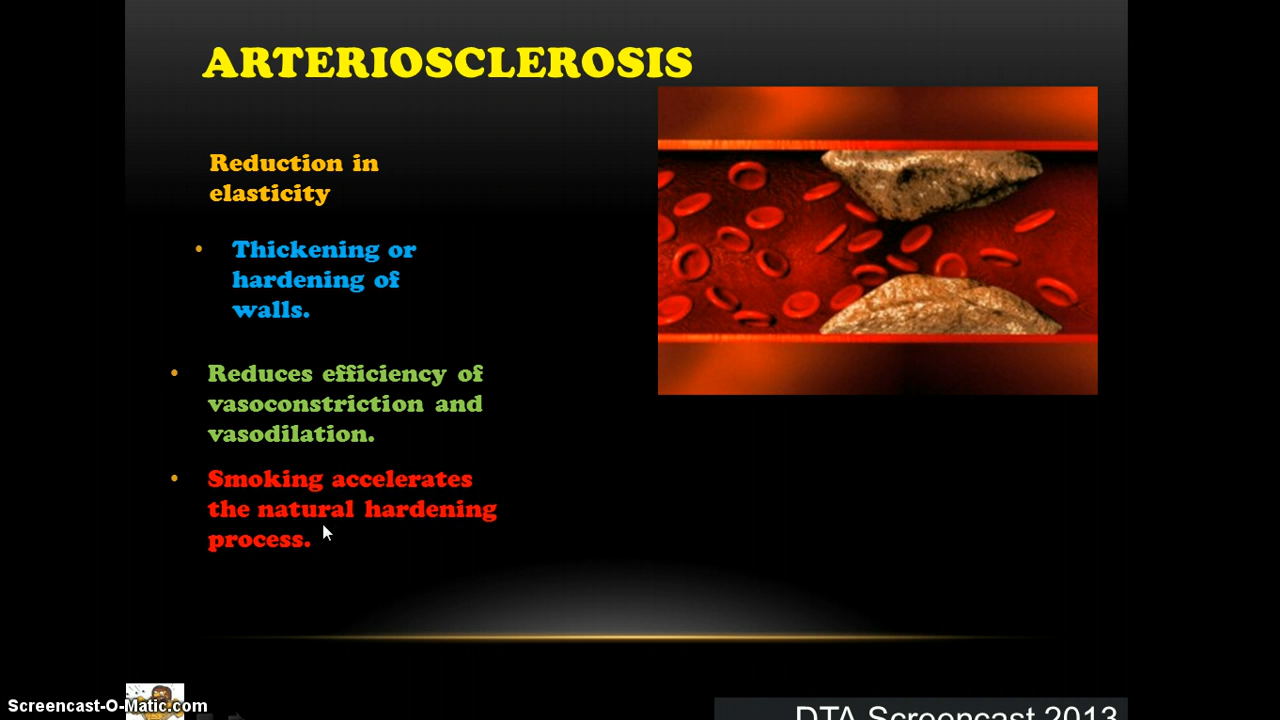 ARTERIOSCLEROSIS
Reduction in
elasticity
• Thickening or
hardening of
walls.
• Reduces efficiency of
vasoconstriction and
vasodilation.
• Smoking accelerates
the natural hardening
process.
Screencast-O-Matic.com
DTA Screencast 2013